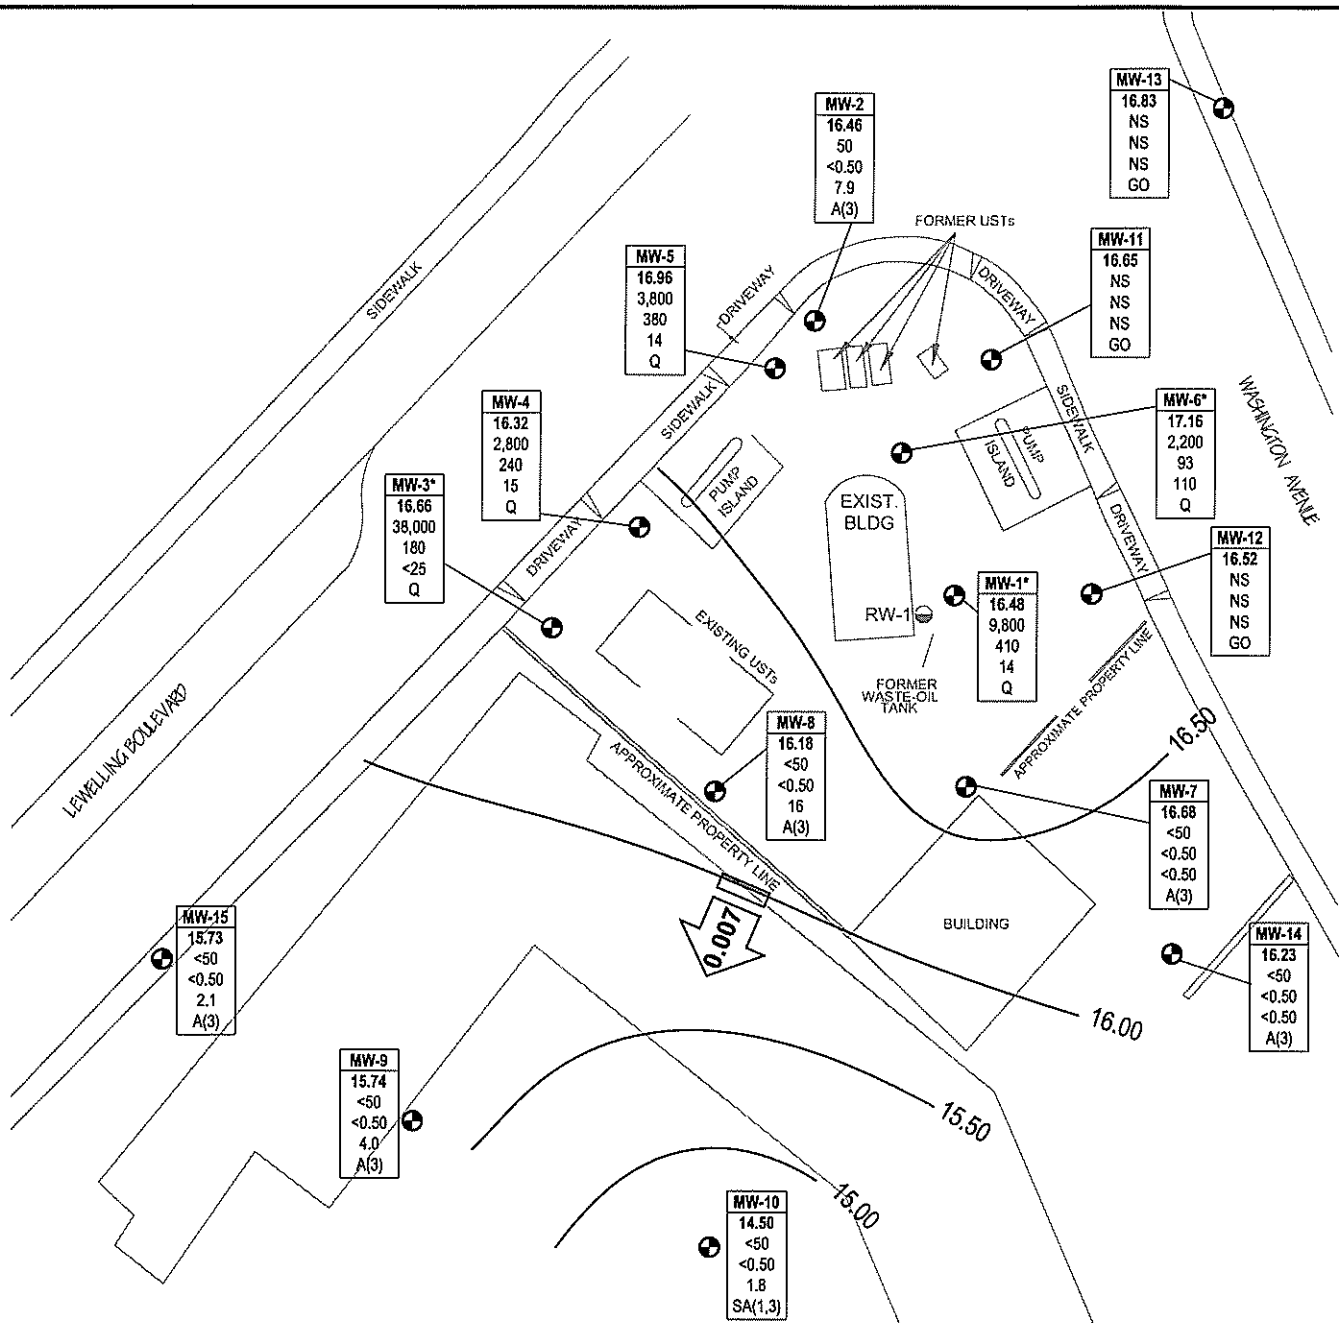 MW-13
16.83
NS
NS
NS
GO
MW-2
16.46
50
<0.50
7.9
A(3)
FORMER USTs
MW-11
16.65
NS
NS
NS
GO
MW-5
16.96
3,800
380
14
Q
SIDEWALK
DRIVEWAY
DRIVEWAY
SIDEWALK
SIDEWALK
WASHINGTON AVENUE
MW-4
16.32
2,800
240
15
Q
MW-6*
17.16
2,200
93
110
Q
PUMP
ISLAND
PUMP
ISLAND
MW-3*
16.66
38,000
180
<25
Q
EXIST.
BLDG
DRIVEWAY
DRIVEWAY
MW-12
16.52
NS
NS
NS
GO
MW-1*
16.48
9,800
410
14
Q
RW-1
EXISTING USTs
FORMER
WASTE-OIL
TANK
APPROXIMATE PROPERTY LINE
16.50
LEWELLING BOULEVARD
MW-8
16.18
<50
<0.50
16
A(3)
APPROXIMATE PROPERTY LINE
MW-7
16.68
<50
<0.50
<0.50
A(3)
0.007
BUILDING
MW-15
15.73
<50
<0.50
2.1
A(3)
MW-14
16.23
<50
<0.50
<0.50
A(3)
16.00
MW-9
15.74
<50
<0.50
4.0
A(3)
15.50
15.00
MW-10
14.50
<50
<0.50
1.8
SA(1,3)